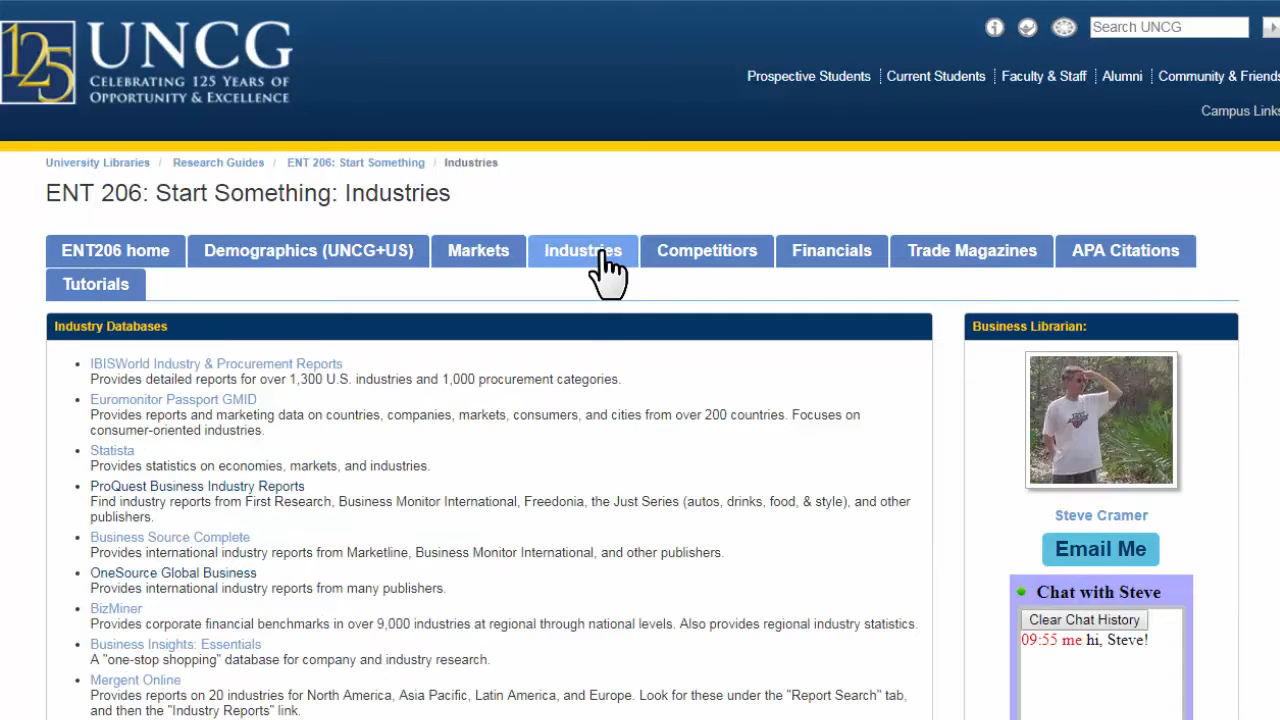 125 UNCG
CELEBRATING 125 YEARS OF
OPPORTUNITY & EXCELLENCE
Search UNCG
Prospective Students
Current Students
Faculty & Staff
Alumni
Community & Friends
Campus Links
University Libraries / Research Guides / ENT 206: Start Something / Industries
ENT 206: Start Something: Industries
ENT206 home
Demographics (UNCG+US)
Markets
Industries
Competitors
Financials
Trade Magazines
APA Citations
Tutorials
Industry Databases
IBISWorld Industry & Procurement Reports
Provides detailed reports for over 1,300 U.S. industries and 1,000 procurement categories.
Euromonitor Passport GMID
Provides reports and marketing data on countries, companies, markets, consumers, and cities from over 200 countries. Focuses on
consumer-oriented industries.
Statista
Provides statistics on economies, markets, and industries.
ProQuest Business Industry Reports
Find industry reports from First Research, Business Monitor International, Freedonia, the Just Series (autos, drinks, food, & style), and other
publishers.
Business Source Complete
Provides international industry reports from Marketline, Business Monitor International, and other publishers.
OneSource Global Business
Provides international industry reports from many publishers.
BizMiner
Provides corporate financial benchmarks in over 9,000 industries at regional through national levels. Also provides regional industry statistics.
Business Insights: Essentials
A "one-stop shopping" database for company and industry research.
Mergent Online
Provides reports on 20 industries for North America, Asia Pacific, Latin America, and Europe. Look for these under the "Report Search" tab,
and then the "Industry Reports" link.
Business Librarian:
Steve Cramer
Email Me
Chat with Steve
Clear Chat History
09:55 me hi, Steve!